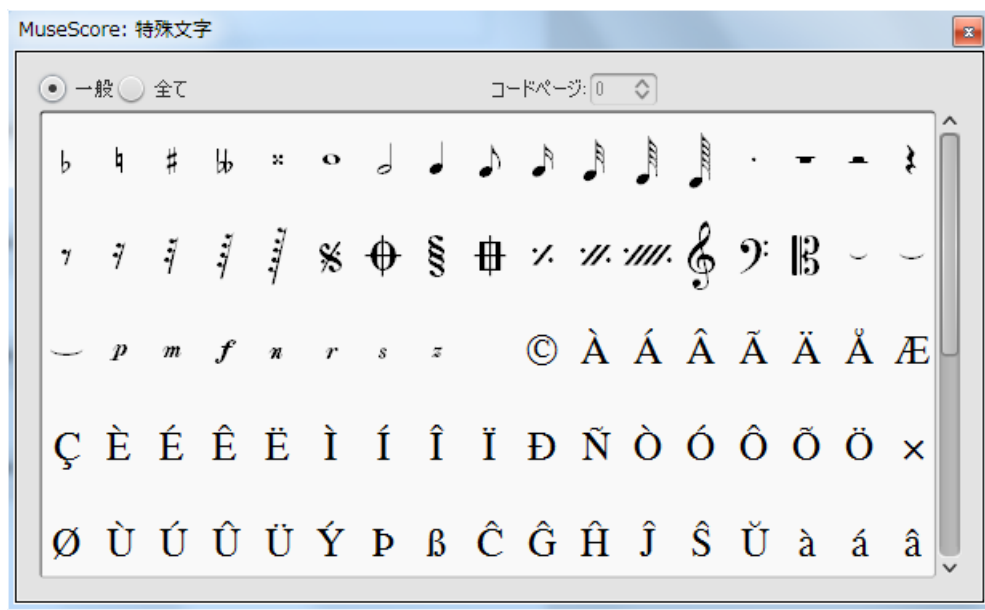 MuseScore: 特殊文字
一般 全て コードページ: 0
♭ ♮ ♯ 𝄫 𝄪 𝅝 𝅗𝅥 𝅘𝅥 𝅘𝅥𝅮 𝅘𝅥𝅯 𝅘𝅥𝅰 𝅘𝅥𝅱 𝅘𝅥𝅲 . 𝄻 𝄼 𝄽
𝄾 𝄿 𝅀 𝅁 𝅂 𝄋 𝄌 𝄞 𝄢 𝄡 ‿ ‿
‿ p m f n r s z © À Á Â Ã Ä Å Æ
Ç È É Ê Ë Ì Í Î Ï Ð Ñ Ò Ó Ô Õ Ö ×
Ø Ù Ú Û Ü Ý Þ ß Ĉ Ĝ Ĥ Ĵ Ŝ Ŭ à á â